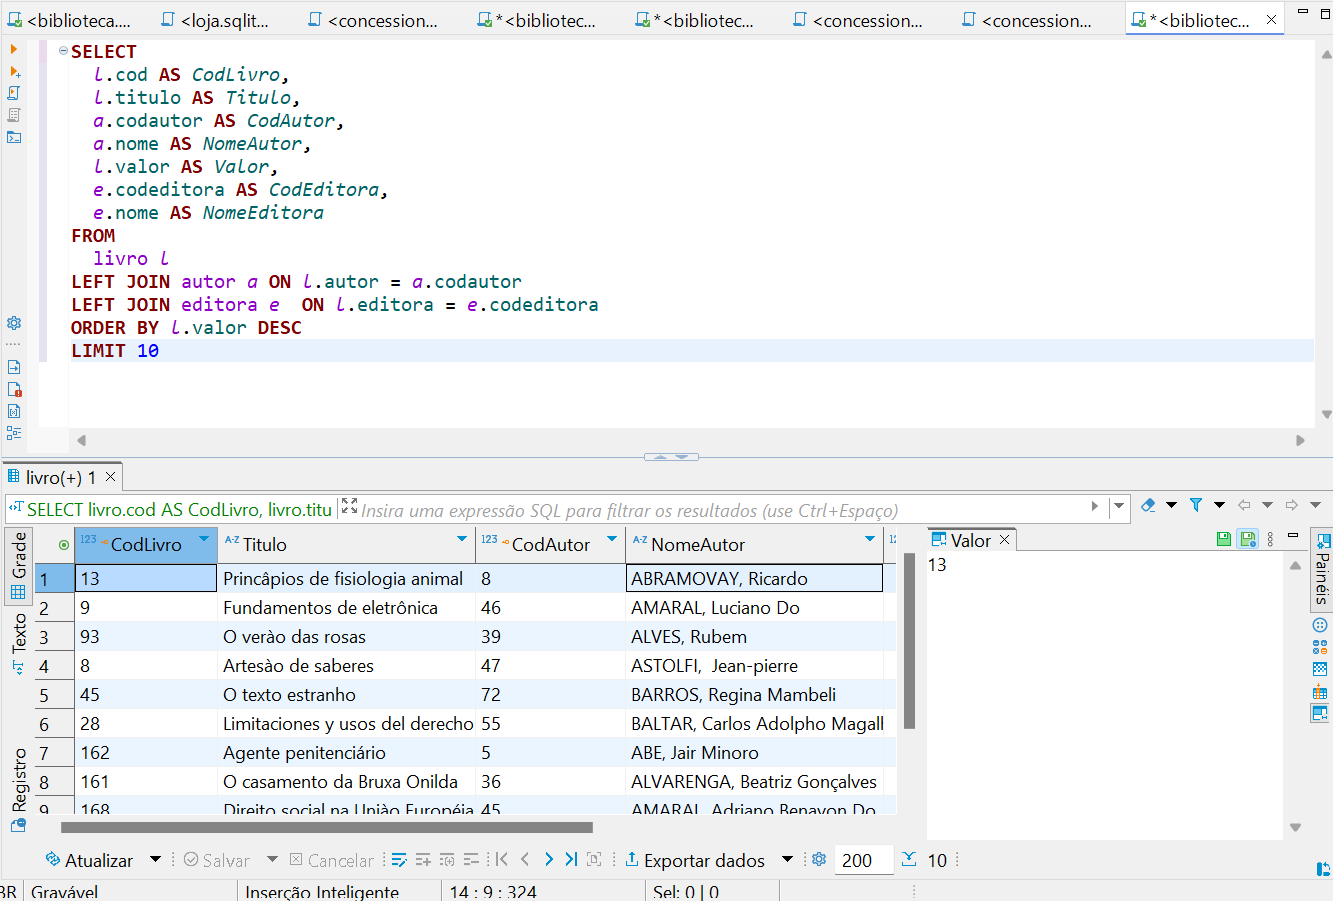 <biblioteca....
<loja.sqlit...
<concession...
*<bibliotec...
*<bibliotec...
<concession...
<concession...
*<bibliotec...
SELECT
l.cod AS CodLivro,
l.titulo AS Titulo,
a.codautor AS CodAutor,
a.nome AS NomeAutor,
l.valor AS Valor,
e.codeditora AS CodEditora,
e.nome AS NomeEditora
FROM
livro l
LEFT JOIN autor a ON l.autor = a.codautor
LEFT JOIN editora e  ON l.editora = e.codeditora
ORDER BY l.valor DESC
LIMIT 10
livro(+) 1
SELECT livro.cod AS CodLivro, livro.titu
Insira uma expressão SQL para filtrar os resultados (use Ctrl+Espaço)
Grade
Texto
Registro
123 CodLivro A-Z Titulo 123 CodAutor A-Z NomeAutor
1 13 Princâpios de fisiologia animal 8 ABRAMOVAY, Ricardo
2 9 Fundamentos de eletrônica 46 AMARAL, Luciano Do
3 93 O verào das rosas 39 ALVES, Rubem
4 8 Artesào de saberes 47 ASTOLFI,  Jean-pierre
5 45 O texto estranho 72 BARROS, Regina Mambeli
6 28 Limitaciones y usos del derecho 55 BALTAR, Carlos Adolpho Magall
7 162 Agente penitenciário 5 ABE, Jair Minoro
8 161 O casamento da Bruxa Onilda 36 ALVARENGA, Beatriz Gonçalves
9 168 Direito social na Uniào Européia 45 AMARAL, Adriano Benayon Do
Valor
13
Painéis
Atualizar Salvar Cancelar Exportar dados 200 10
BR Gravável Inserção Inteligente 14 : 9 : 324 Sel: 0 | 0